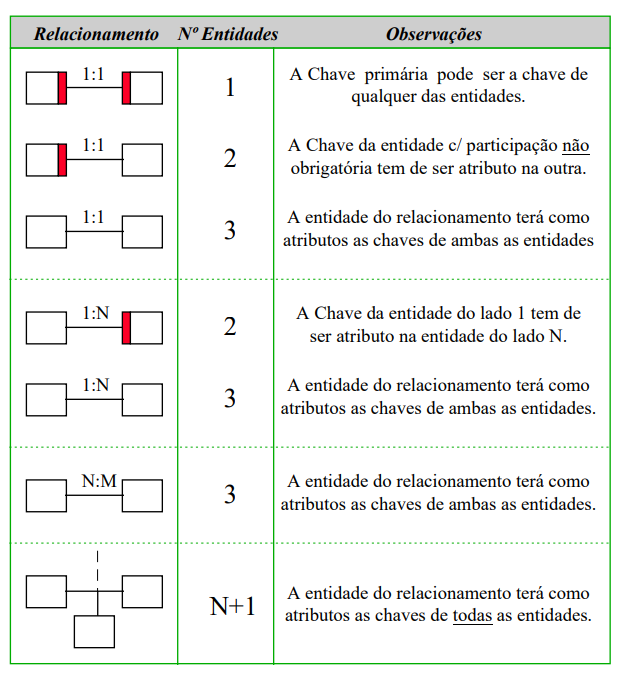 Relacionamento Nº Entidades Observações
1:1 1 A Chave primária pode ser a chave de
qualquer das entidades.
1:1 2 A Chave da entidade c/ participação não
obrigatória tem de ser atributo na outra.
1:1 3 A entidade do relacionamento terá como
atributos as chaves de ambas as entidades
1:N 2 A Chave da entidade do lado 1 tem de
ser atributo na entidade do lado N.
1:N 3 A entidade do relacionamento terá como
atributos as chaves de ambas as entidades.
N:M 3 A entidade do relacionamento terá como
atributos as chaves de ambas as entidades.
N+1 A entidade do relacionamento terá como
atributos as chaves de todas as entidades.